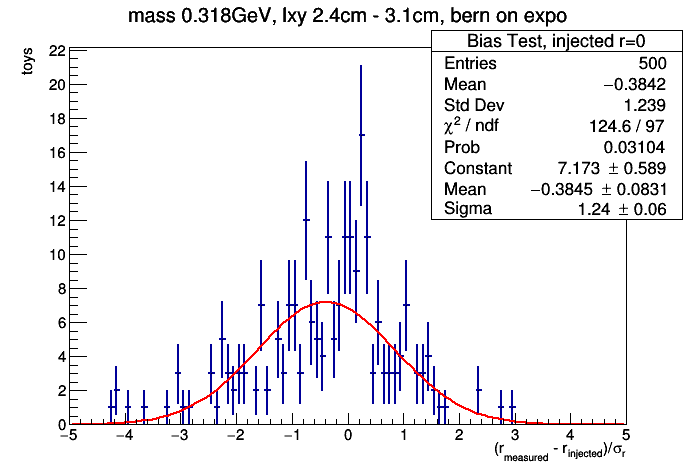 mass 0.318GeV, lxy 2.4cm - 3.1cm, bern on expo
toys
Bias Test, injected r=0
Entries 500
Mean −0.3842
Std Dev 1.239
χ² / ndf 124.6 / 97
Prob 0.03104
Constant 7.173 ± 0.589
Mean −0.3845 ± 0.0831
Sigma 1.24 ± 0.06
22
20
18
16
14
12
10
8
6
4
2
0
−5 −4 −3 −2 −1 0 1 2 3 4 5
(r_measured - r_injected)/σ_r